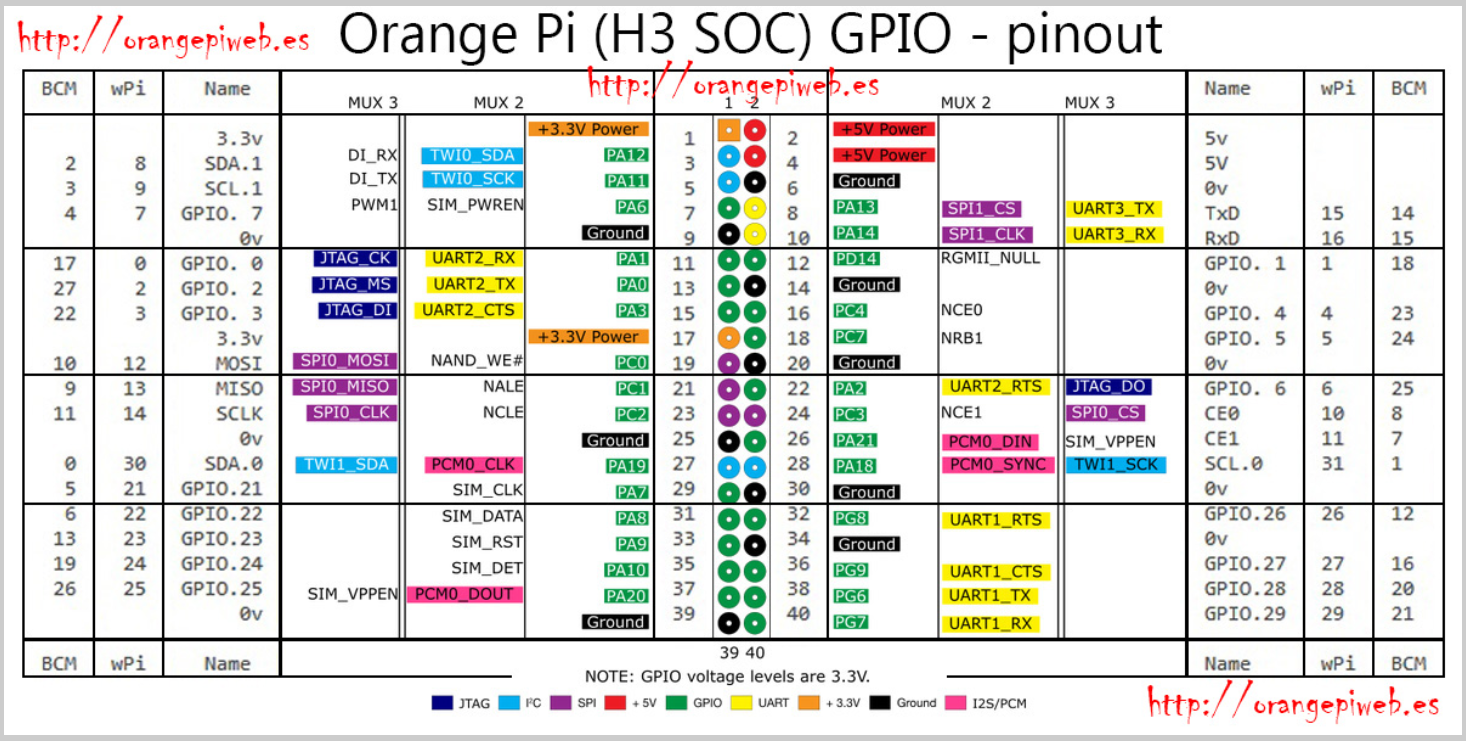 http://orangepiweb.es Orange Pi (H3 SOC) GPIO - pinout
http://orangepiweb.es
BCM wPi Name MUX 3 MUX 2 1 2 MUX 2 MUX 3 Name wPi BCM
3.3v +3.3V Power 1 2 +5V Power 5v
2 8 SDA.1 DI_RX TWI0_SDA PA12 3 4 +5V Power 5V
3 9 SCL.1 DI_TX TWI0_SCK PA11 5 6 Ground 0v
4 7 GPIO. 7 PWM1 SIM_PWREN PA6 7 8 PA13 SPI1_CS UART3_TX TxD 15 14
0v Ground 9 10 PA14 SPI1_CLK UART3_RX RxD 16 15
17 0 GPIO. 0 JTAG_CK UART2_RX PA1 11 12 PD14 RGMII_NULL GPIO. 1 1 18
27 2 GPIO. 2 JTAG_MS UART2_TX PA0 13 14 Ground 0v
22 3 GPIO. 3 JTAG_DI UART2_CTS PA3 15 16 PC4 NCE0 GPIO. 4 4 23
3.3v +3.3V Power 17 18 PC7 NRB1 GPIO. 5 5 24
10 12 MOSI SPI0_MOSI NAND_WE# PC0 19 20 Ground 0v
9 13 MISO SPI0_MISO NALE PC1 21 22 PA2 UART2_RTS JTAG_DO GPIO. 6 6 25
11 14 SCLK SPI0_CLK NCLE PC2 23 24 PC3 NCE1 SPI0_CS CE0 10 8
0v Ground 25 26 PA21 PCM0_DIN SIM_VPPEN CE1 11 7
0 30 SDA.0 TWI1_SDA PCM0_CLK PA19 27 28 PA18 PCM0_SYNC TWI1_SCK SCL.0 31 1
5 21 GPIO.21 SIM_CLK PA7 29 30 Ground 0v
6 22 GPIO.22 SIM_DATA PA8 31 32 PG8 UART1_RTS GPIO.26 26 12
13 23 GPIO.23 SIM_RST PA9 33 34 Ground 0v
19 24 GPIO.24 SIM_DET PA10 35 36 PG9 UART1_CTS GPIO.27 27 16
26 25 GPIO.25 SIM_VPPEN PCM0_DOUT PA20 37 38 PG6 UART1_TX GPIO.28 28 20
0v Ground 39 40 PG7 UART1_RX GPIO.29 29 21
BCM wPi Name 39 40 Name wPi BCM
NOTE: GPIO voltage levels are 3.3V.
JTAG I²C SPI + 5V GPIO UART + 3.3V Ground I2S/PCM
http://orangepiweb.es